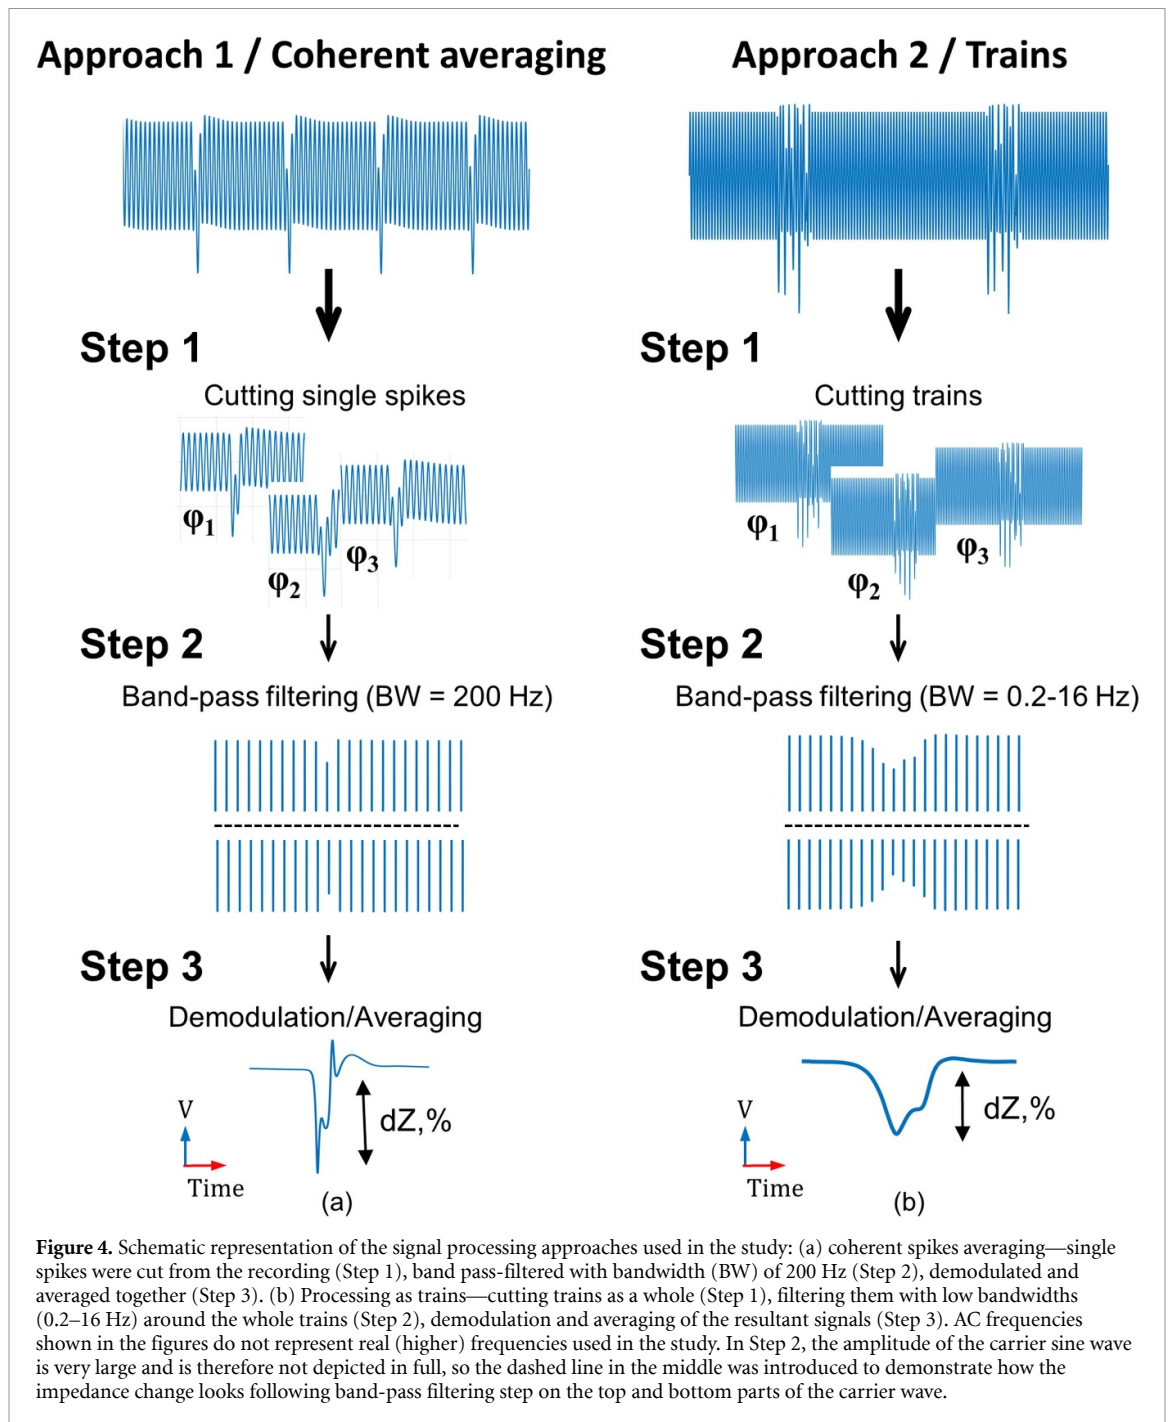 Approach 1 / Coherent averaging
Approach 2 / Trains
Step 1
Cutting single spikes
φ1
φ2
φ3
Step 2
Band-pass filtering (BW = 200 Hz)
Step 3
Demodulation/Averaging
dZ,%
V
Time
(a)
Step 1
Cutting trains
φ1
φ2
φ3
Step 2
Band-pass filtering (BW = 0.2-16 Hz)
Step 3
Demodulation/Averaging
dZ,%
V
Time
(b)
Figure 4. Schematic representation of the signal processing approaches used in the study: (a) coherent spikes averaging—single
spikes were cut from the recording (Step 1), band pass-filtered with bandwidth (BW) of 200 Hz (Step 2), demodulated and
averaged together (Step 3). (b) Processing as trains—cutting trains as a whole (Step 1), filtering them with low bandwidths
(0.2–16 Hz) around the whole trains (Step 2), demodulation and averaging of the resultant signals (Step 3). AC frequencies
shown in the figures do not represent real (higher) frequencies used in the study. In Step 2, the amplitude of the carrier sine wave
is very large and is therefore not depicted in full, so the dashed line in the middle was introduced to demonstrate how the
impedance change looks following band-pass filtering step on the top and bottom parts of the carrier wave.